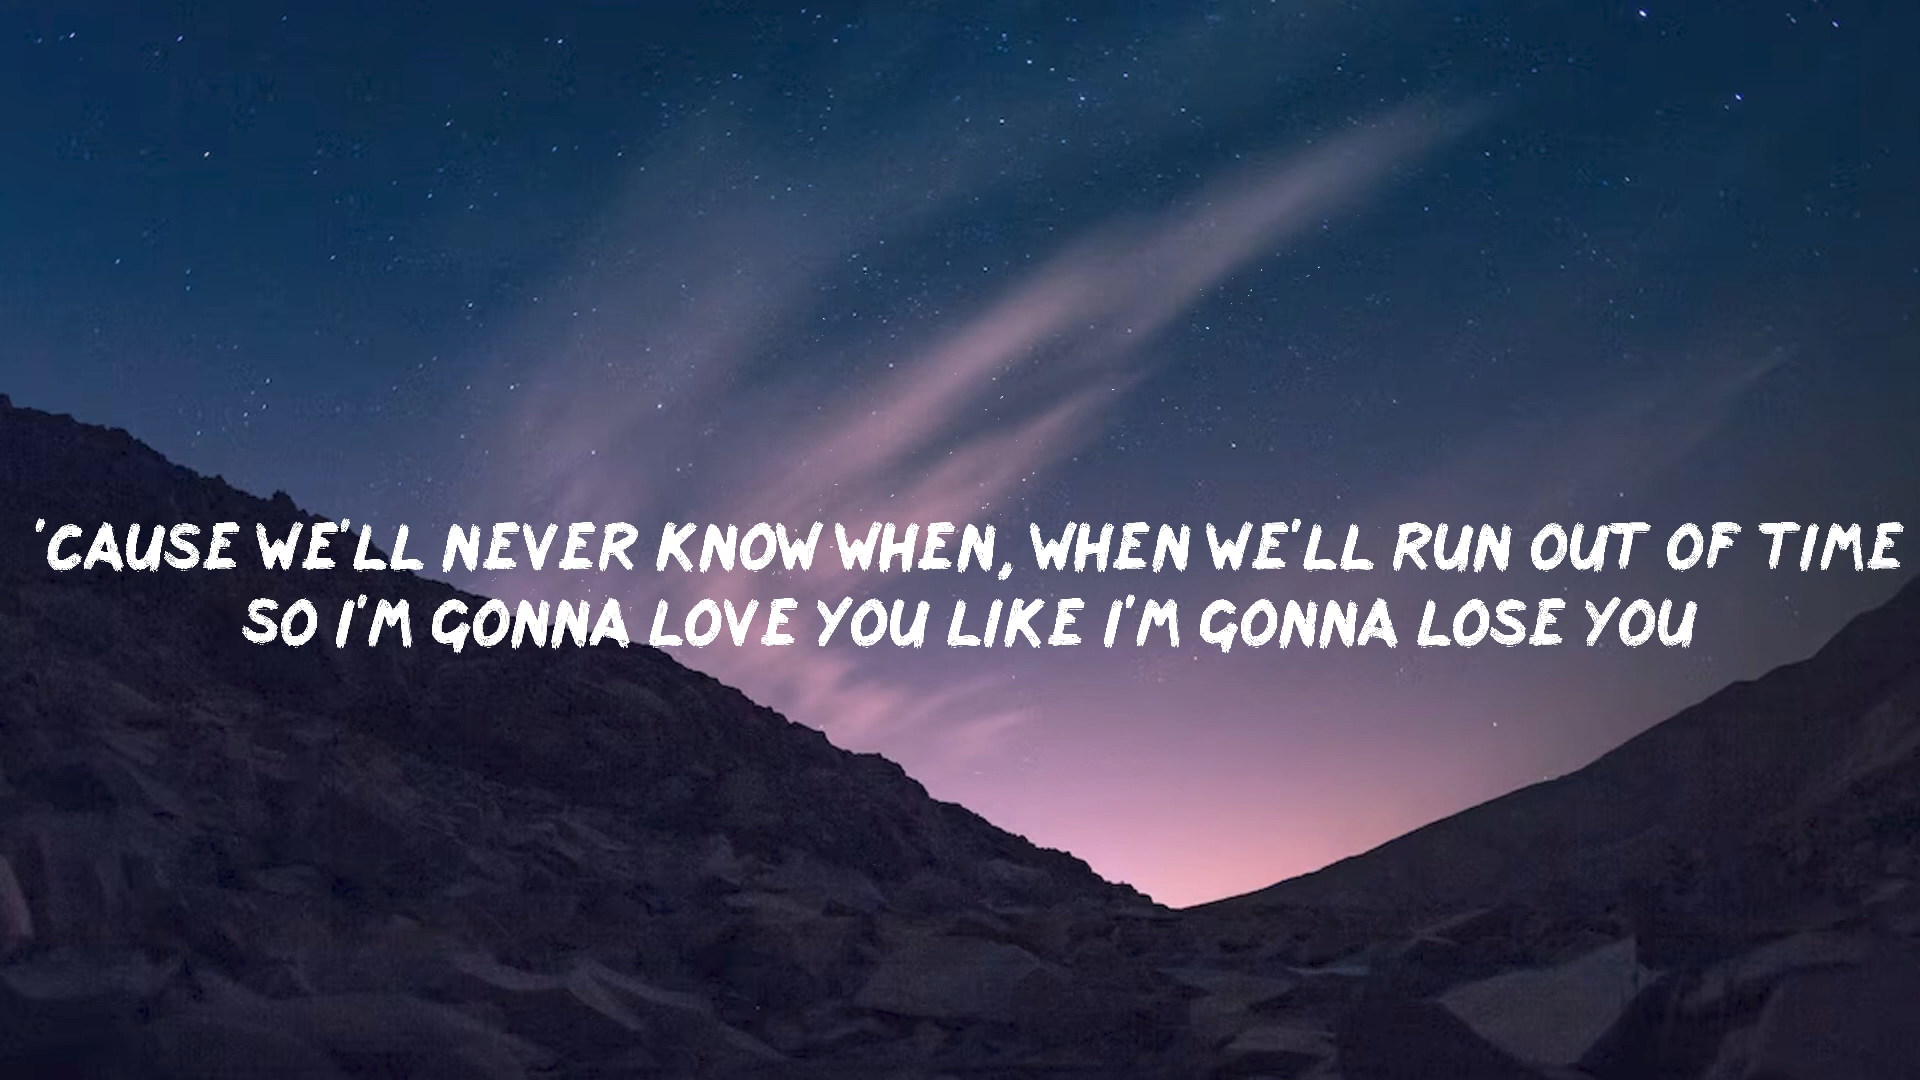 'CAUSE WE'LL NEVER KNOW WHEN, WHEN WE'LL RUN OUT OF TIME
SO I'M GONNA LOVE YOU LIKE I'M GONNA LOSE YOU